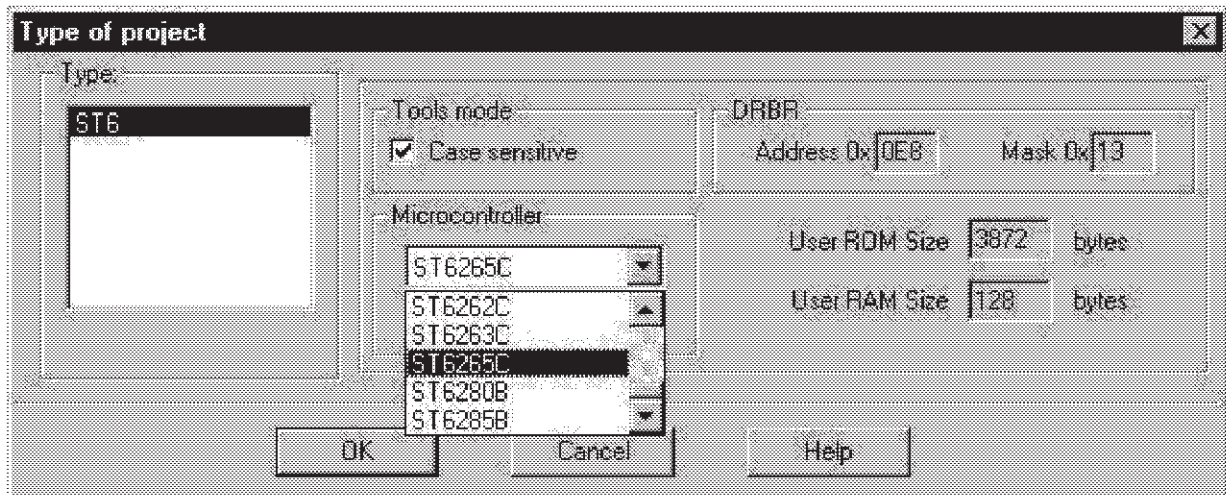 Type of project
Type:
ST6
Tools mode
Case sensitive
DRBR
Address 0x 0E8 Mask 0x 13
Microcontroller
ST6265C
ST6262C
ST6263C
ST6265C
ST6280B
ST6285B
User ROM Size 3872 bytes
User RAM Size 128 bytes
OK Cancel Help